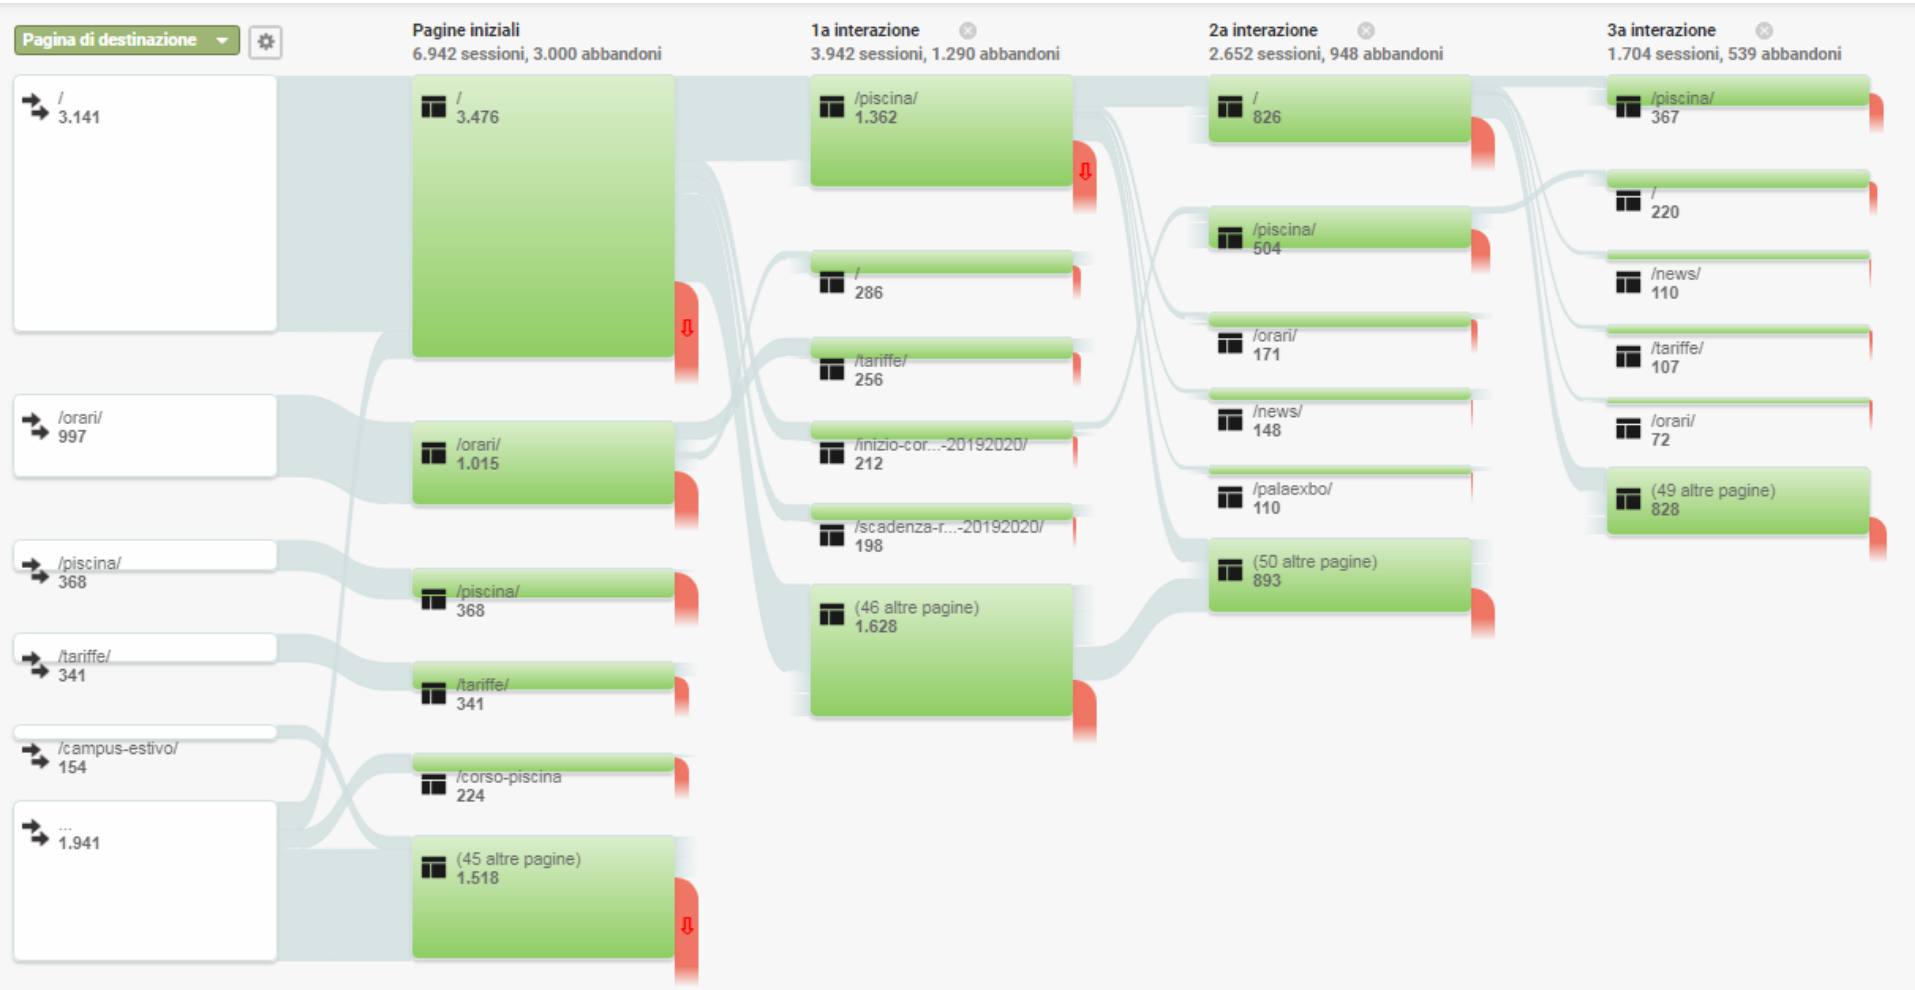 Pagina di destinazione
Pagine iniziali
6.942 sessioni, 3.000 abbandoni
1a interazione
3.942 sessioni, 1.290 abbandoni
2a interazione
2.652 sessioni, 948 abbandoni
3a interazione
1.704 sessioni, 539 abbandoni
/
3.141
/orari/
997
/piscina/
368
/tariffe/
341
/campus-estivo/
154
...
1.941
/
3.476
/orari/
1.015
/piscina/
368
/tariffe/
341
/corso-piscina
224
(45 altre pagine)
1.518
/piscina/
1.362
/
286
/tariffe/
256
/inizio-cor...-20192020/
212
/scadenza-r...-20192020/
198
(46 altre pagine)
1.628
/
826
/piscina/
504
/orari/
171
/news/
148
/palaexbo/
110
(50 altre pagine)
893
/piscina/
367
/
220
/news/
110
/tariffe/
107
/orari/
72
(49 altre pagine)
828